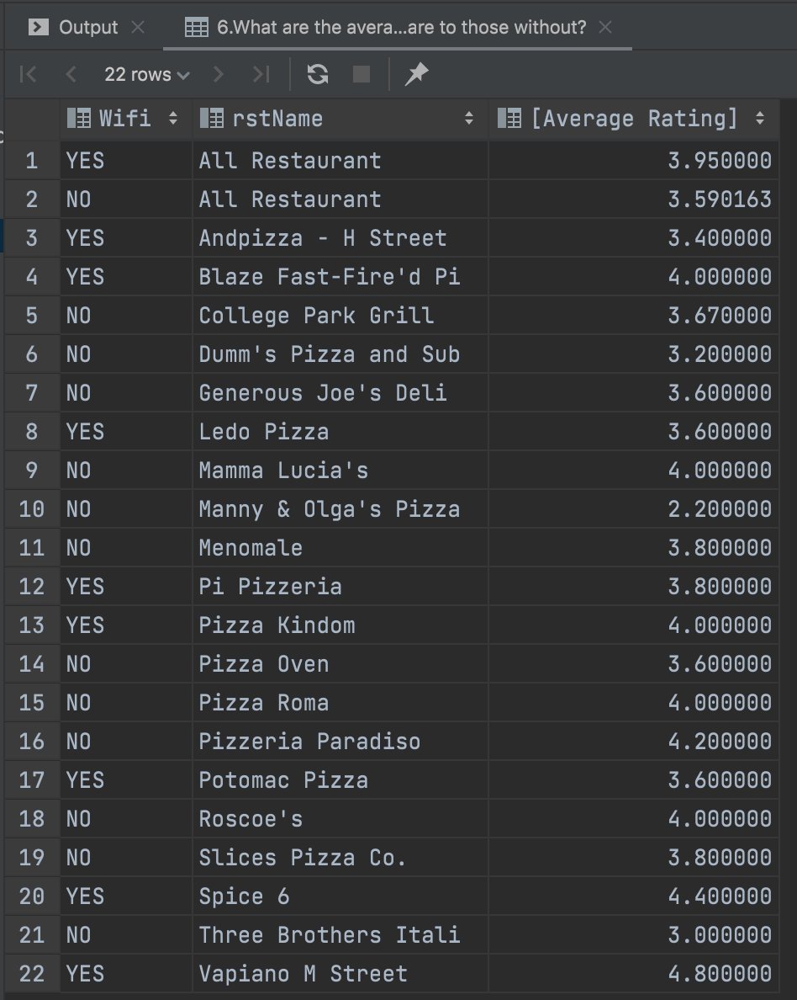 Output 6.What are the avera...are to those without?
22 rows
Wifi rstName [Average Rating]
1 YES All Restaurant 3.950000
2 NO All Restaurant 3.590163
3 YES Andpizza - H Street 3.400000
4 YES Blaze Fast-Fire'd Pi 4.000000
5 NO College Park Grill 3.670000
6 NO Dumm's Pizza and Sub 3.200000
7 NO Generous Joe's Deli 3.600000
8 YES Ledo Pizza 3.600000
9 NO Mamma Lucia's 4.000000
10 NO Manny & Olga's Pizza 2.200000
11 NO Menomale 3.800000
12 YES Pi Pizzeria 3.800000
13 YES Pizza Kindom 4.000000
14 NO Pizza Oven 3.600000
15 NO Pizza Roma 4.000000
16 NO Pizzeria Paradiso 4.200000
17 YES Potomac Pizza 3.600000
18 NO Roscoe's 4.000000
19 NO Slices Pizza Co. 3.800000
20 YES Spice 6 4.400000
21 NO Three Brothers Itali 3.000000
22 YES Vapiano M Street 4.800000